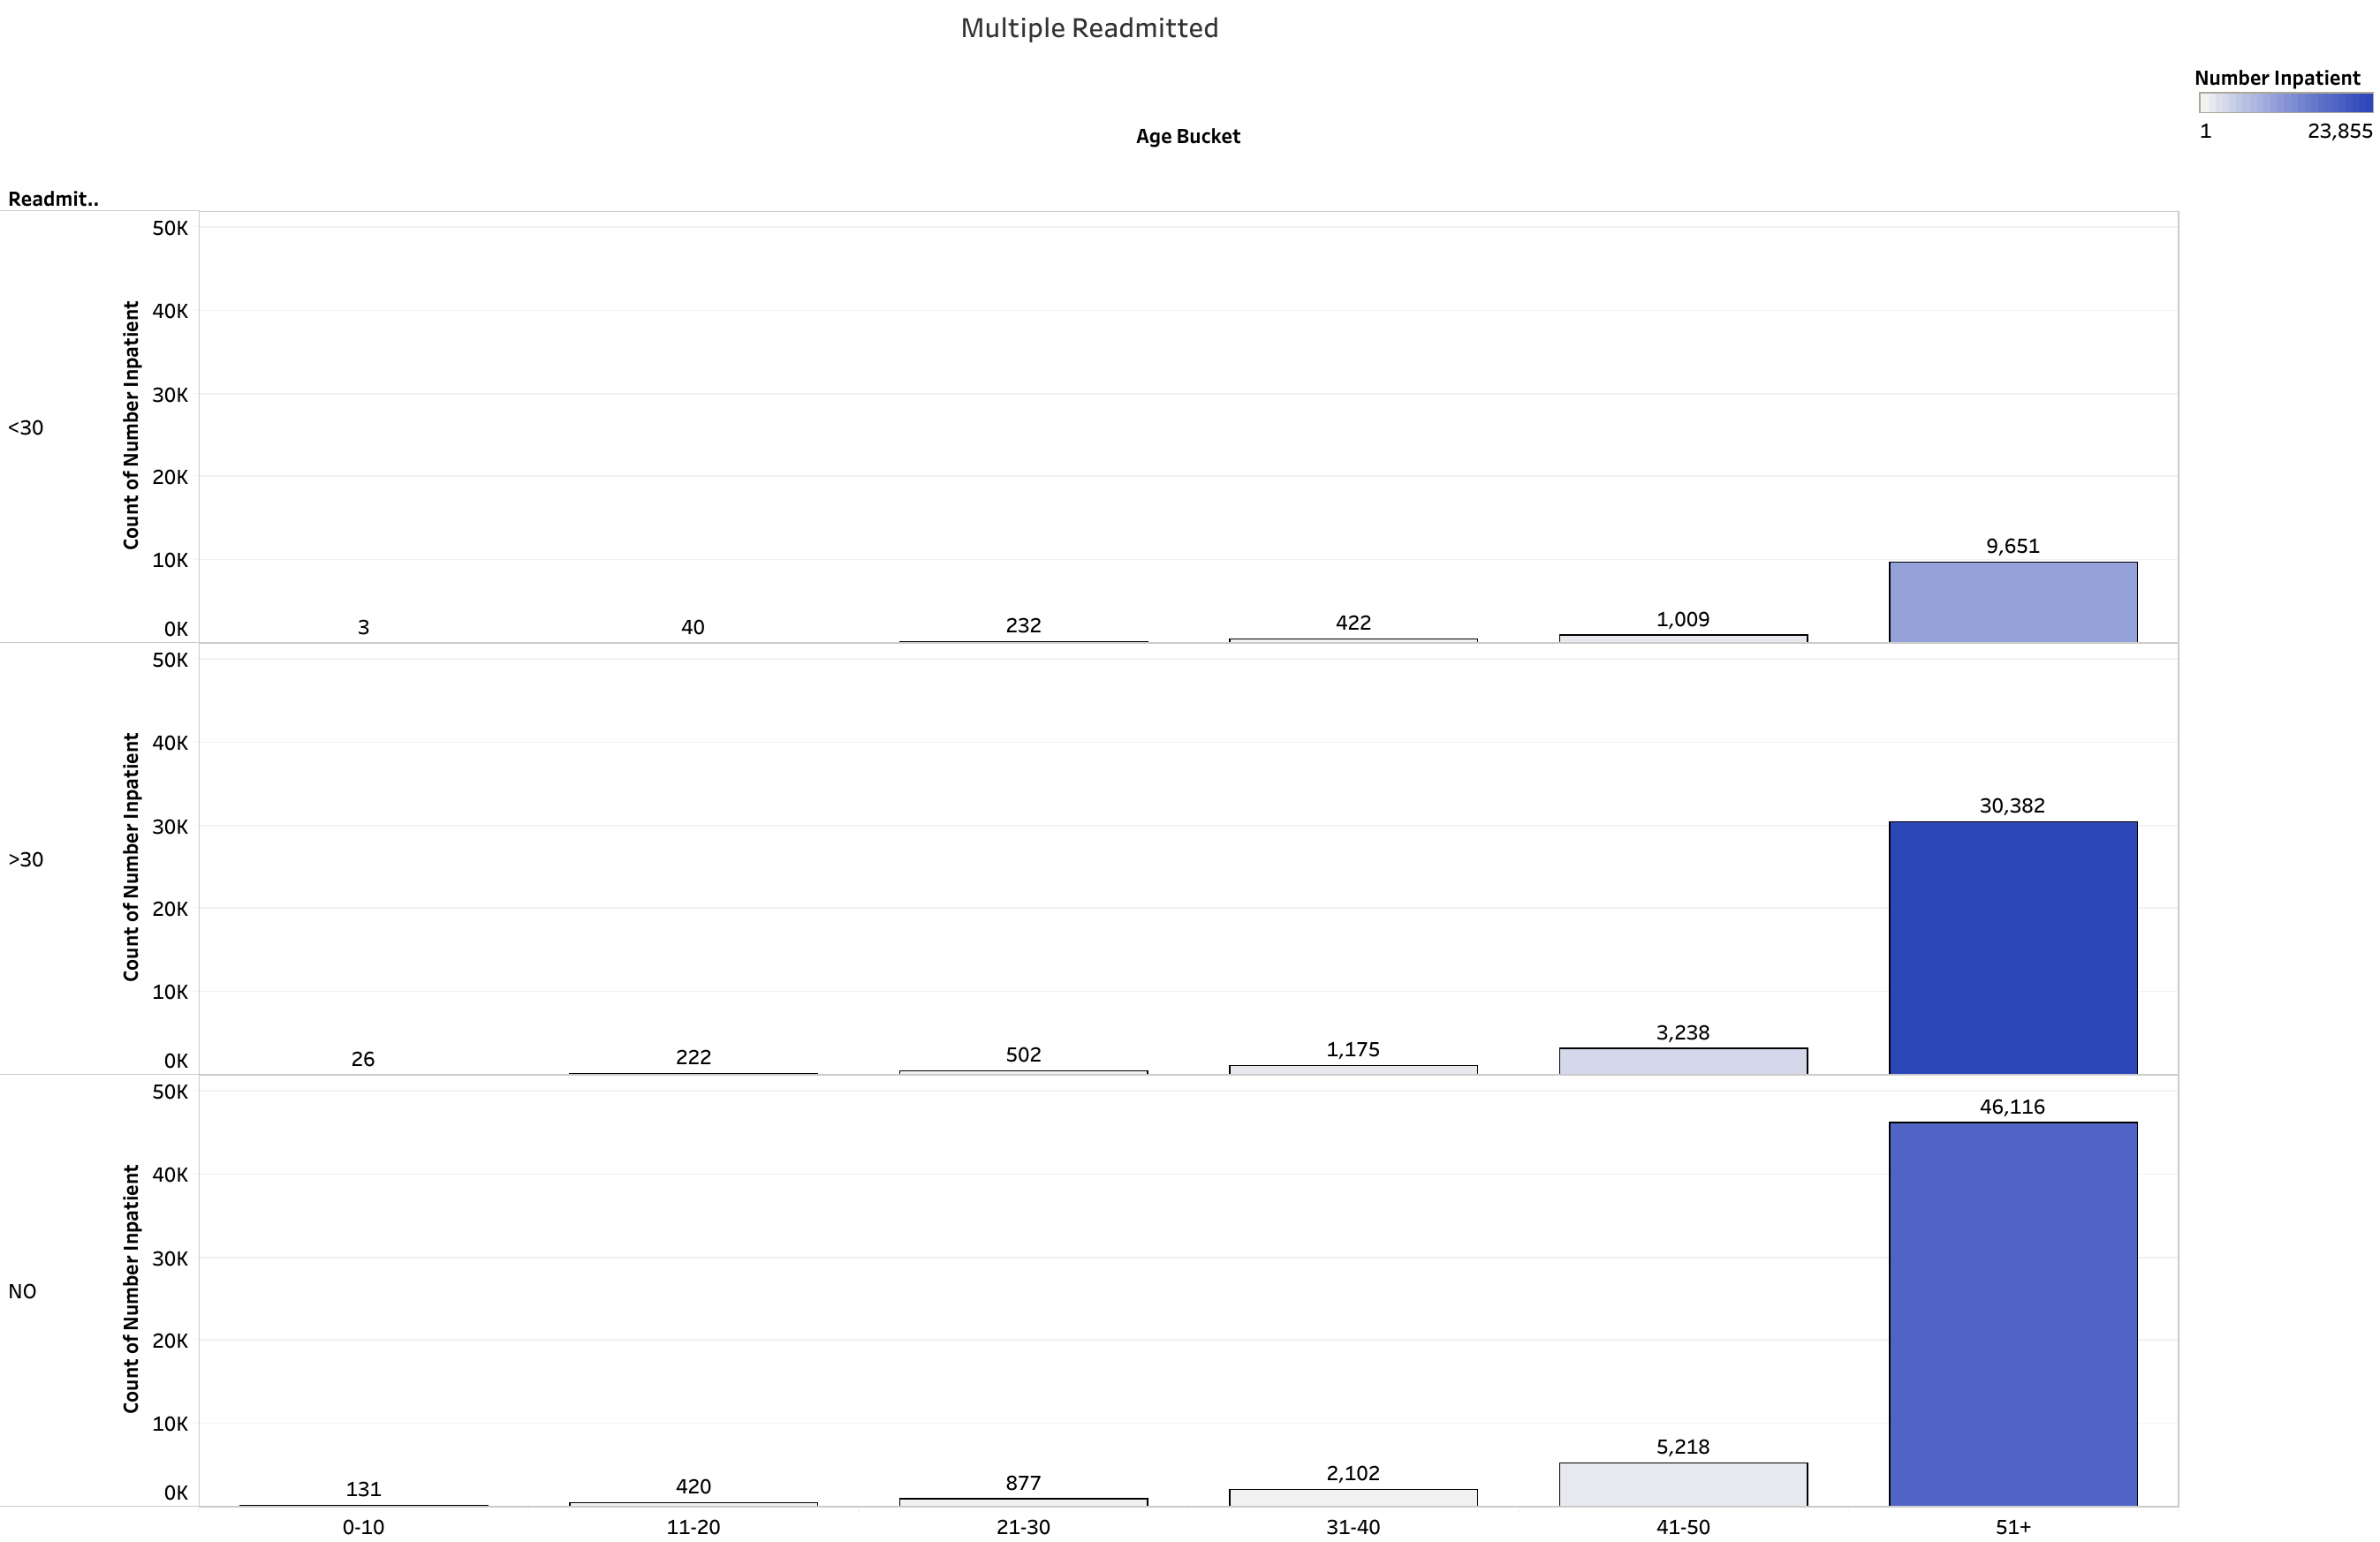 Multiple Readmitted
Number Inpatient
1 23,855
Age Bucket
Readmit..
<30
Count of Number Inpatient
50K
40K
30K
20K
10K
0K
3 40 232 422 1,009 9,651
>30
Count of Number Inpatient
50K
40K
30K
20K
10K
0K
26 222 502 1,175 3,238 30,382
NO
Count of Number Inpatient
50K
40K
30K
20K
10K
0K
131 420 877 2,102 5,218 46,116
0-10 11-20 21-30 31-40 41-50 51+